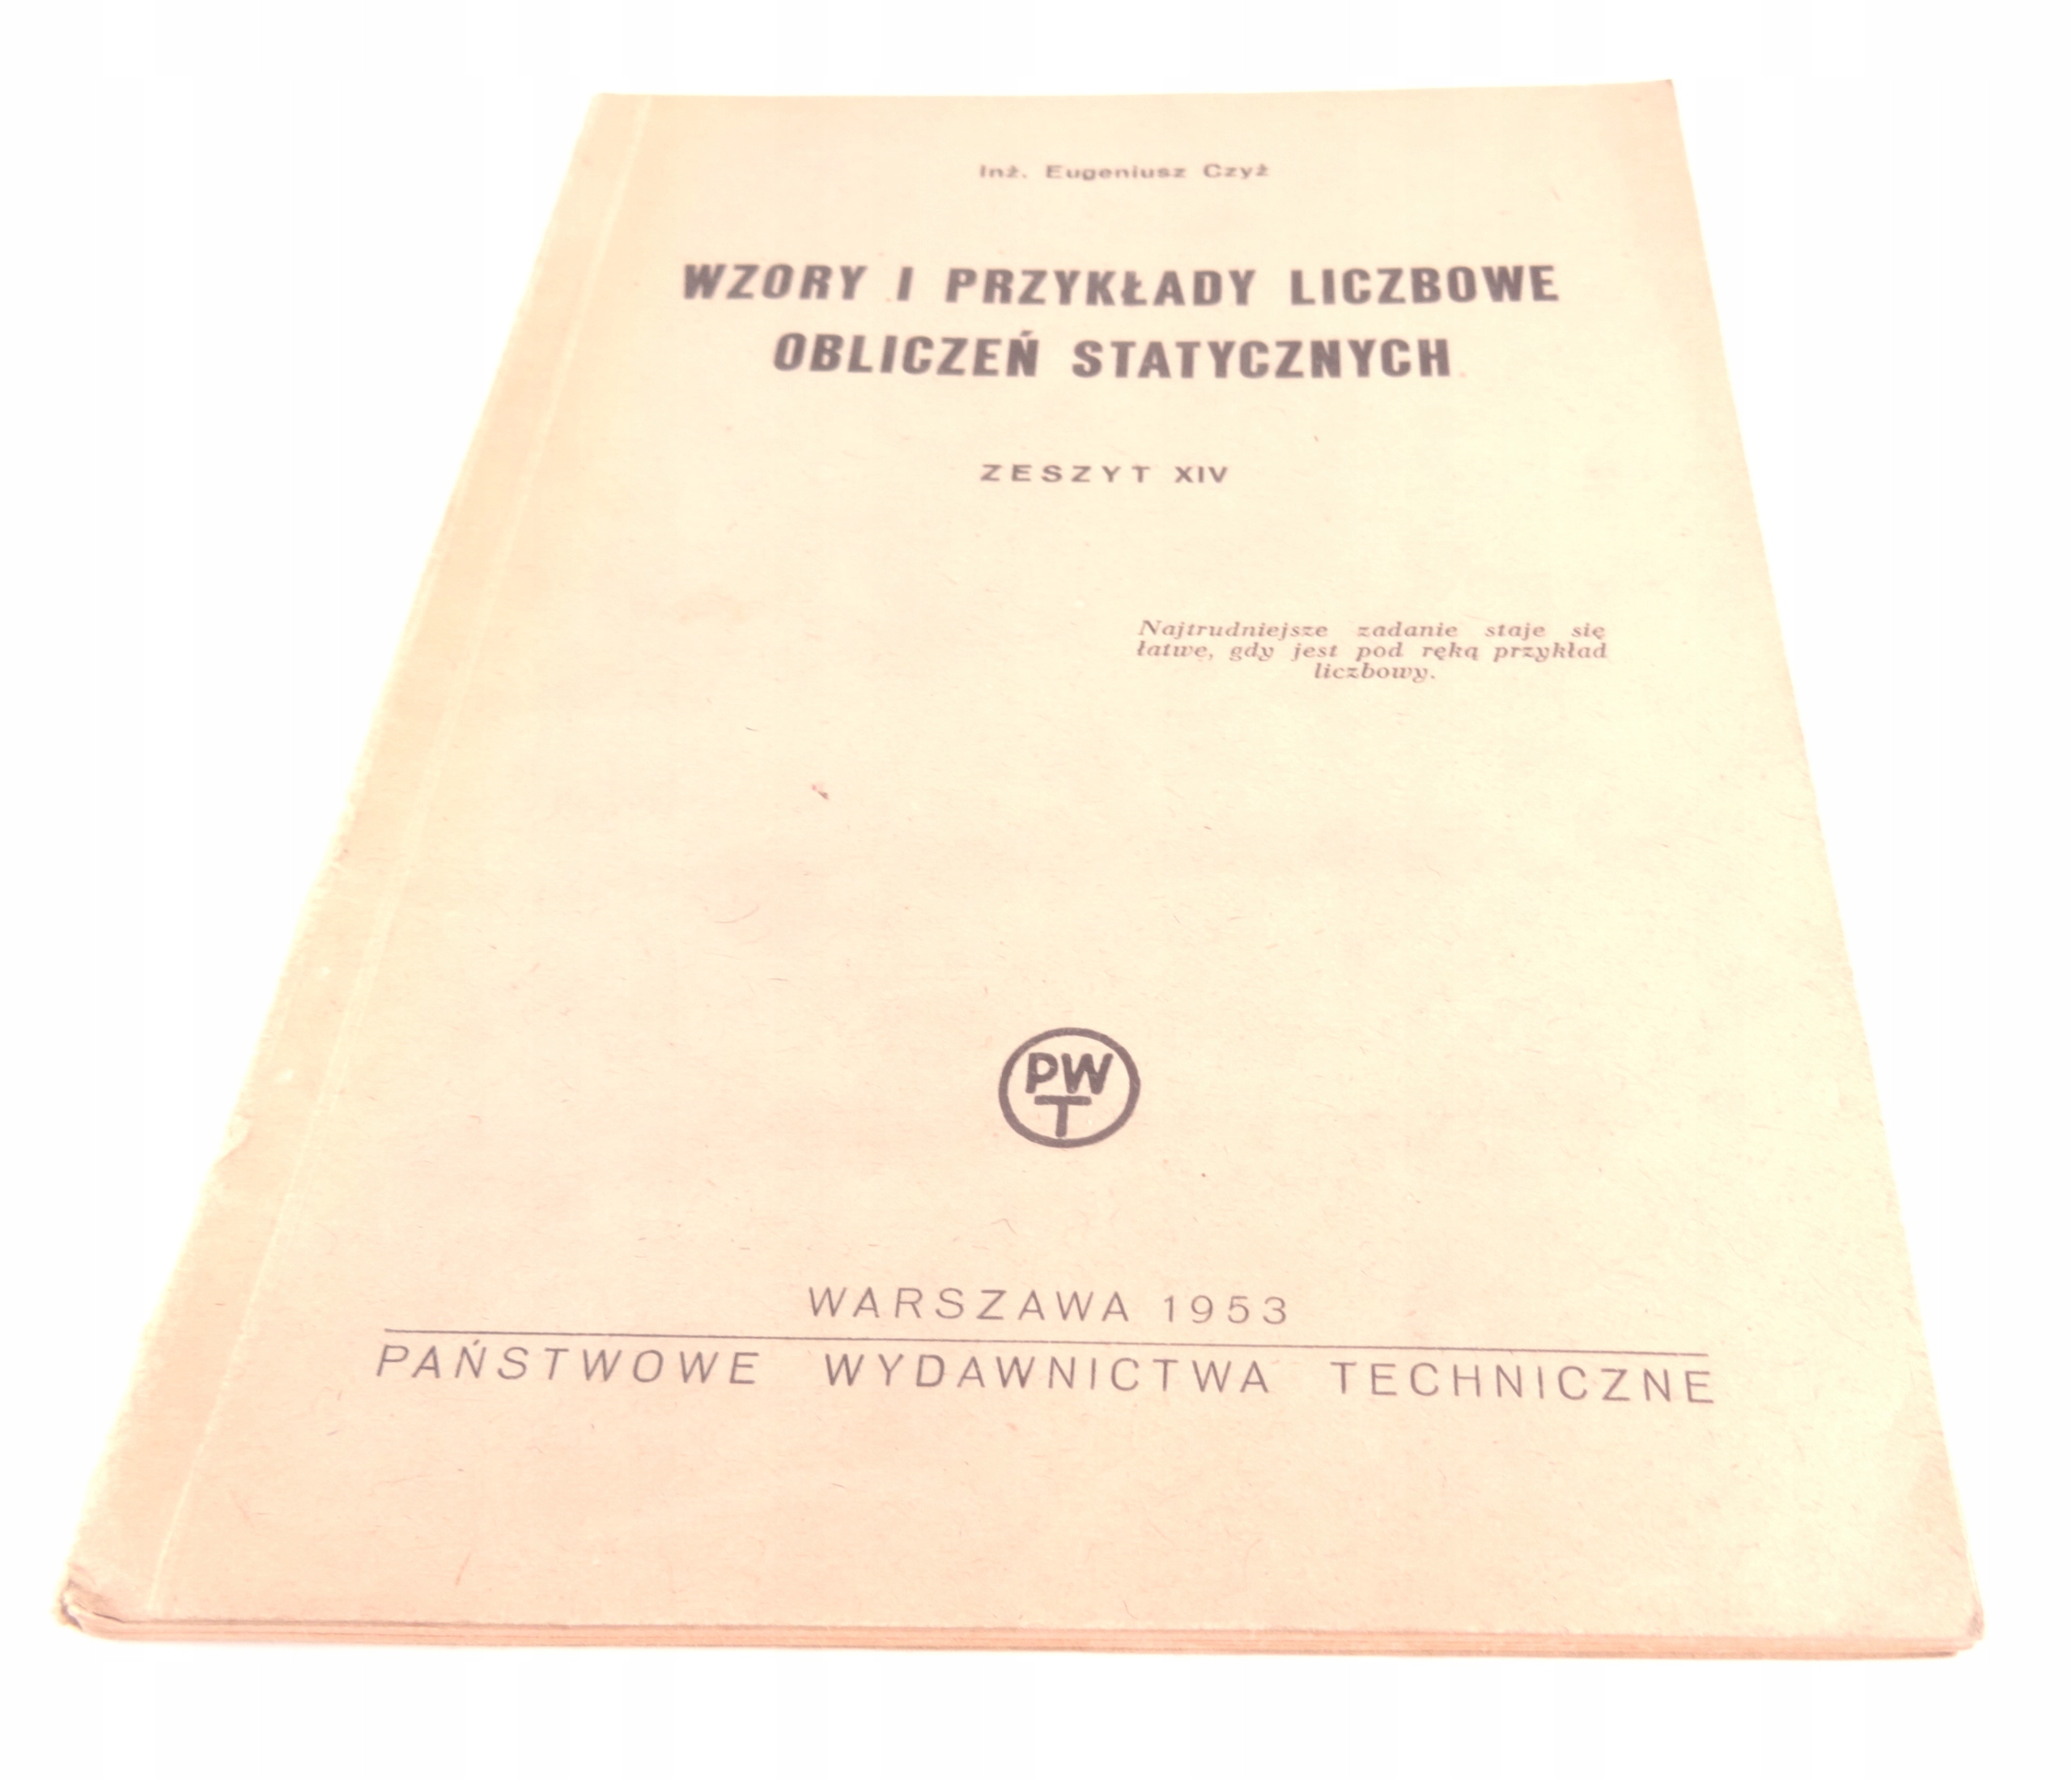 Inż. Eugeniusz Czyż
WZORY I PRZYKŁADY LICZBOWE
OBLICZEŃ STATYCZNYCH
ZESZYT XIV
Najtrudniejsze zadanie staje się
łatwe, gdy jest pod ręką przykład
liczbowy.
PW
T
WARSZAWA 1953
PAŃSTWOWE WYDAWNICTWA TECHNICZNE